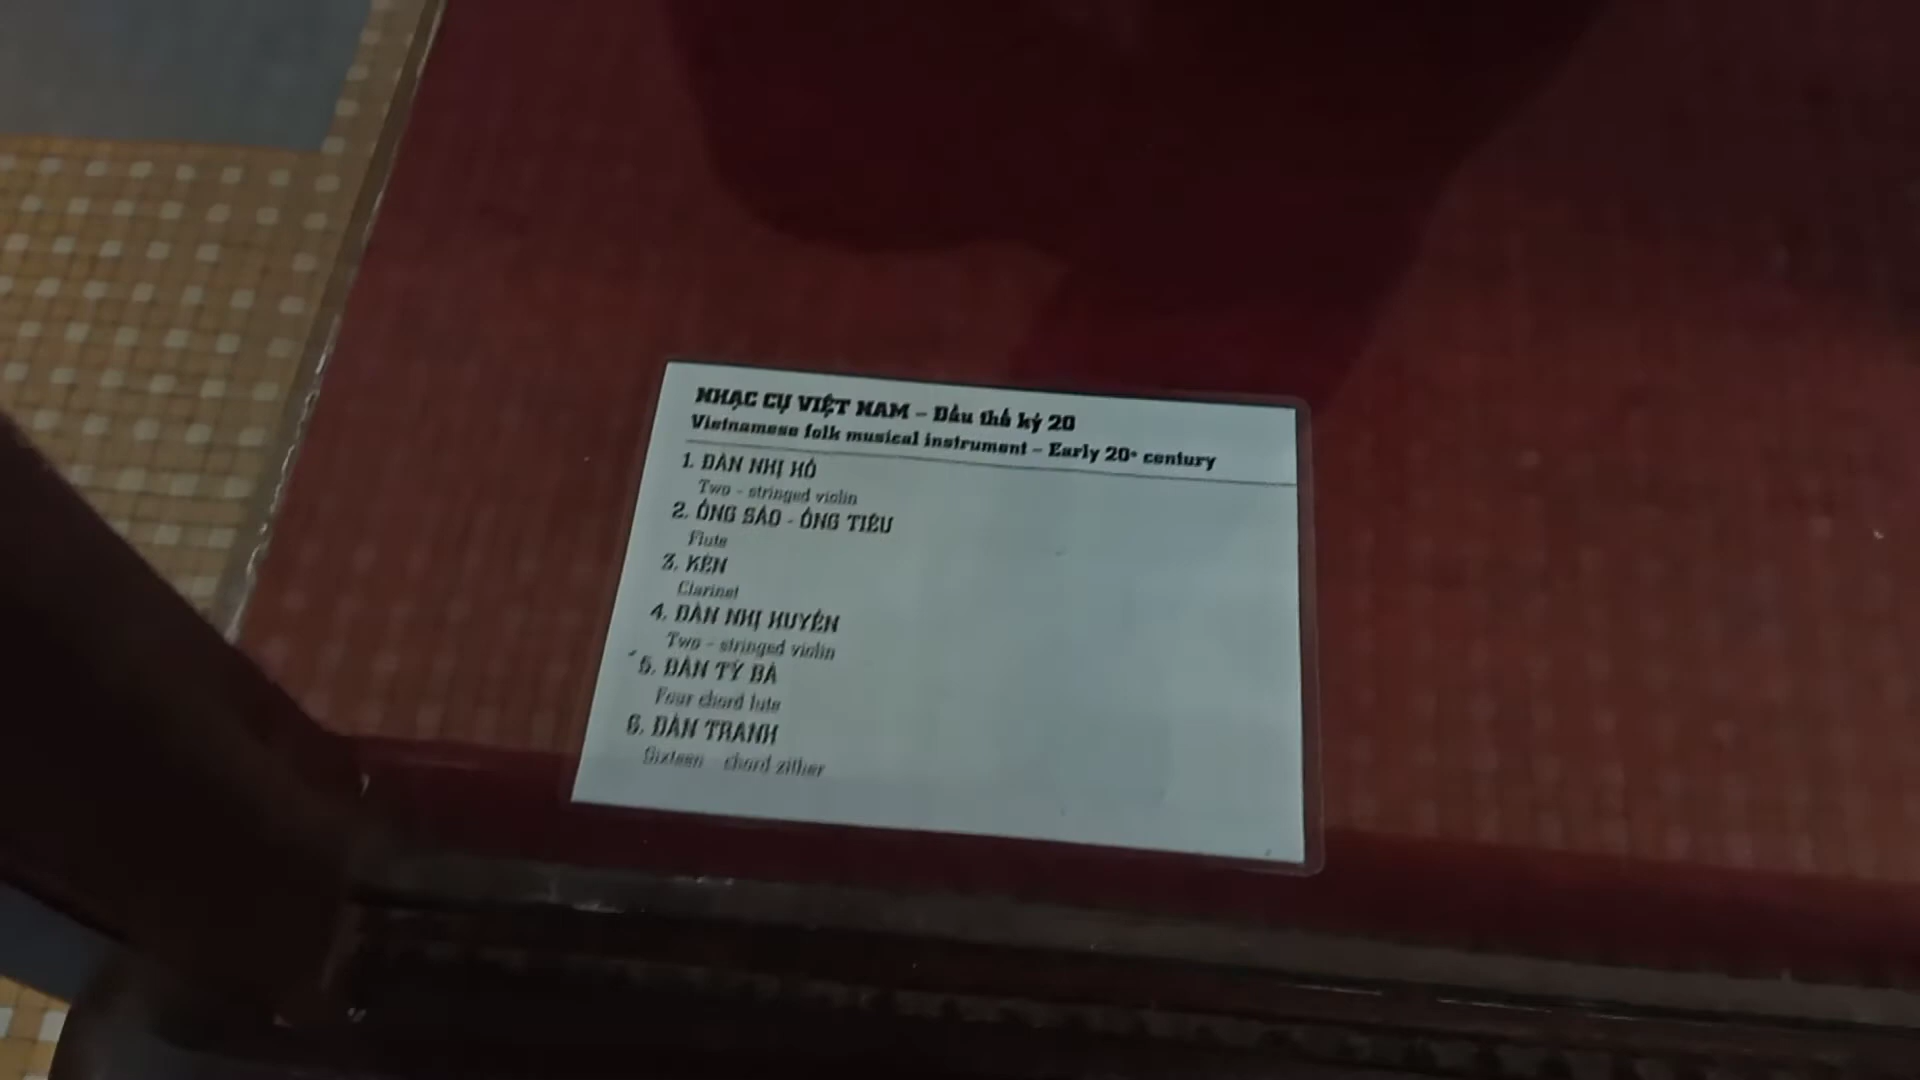 NHẠC CỤ VIỆT NAM – Đầu thế kỷ 20
Vietnamese folk musical instrument – Early 20ᵗʰ century
1. ĐÀN NHỊ HỒ
Two - stringed violin
2. ỐNG SÁO - ỐNG TIÊU
Flute
3. KÈN
Clarinet
4. ĐÀN NHỊ HUYỀN
Two - stringed violin
5. ĐÀN TỲ BÀ
Four chord lute
6. ĐÀN TRANH
Sixteen - chord zither